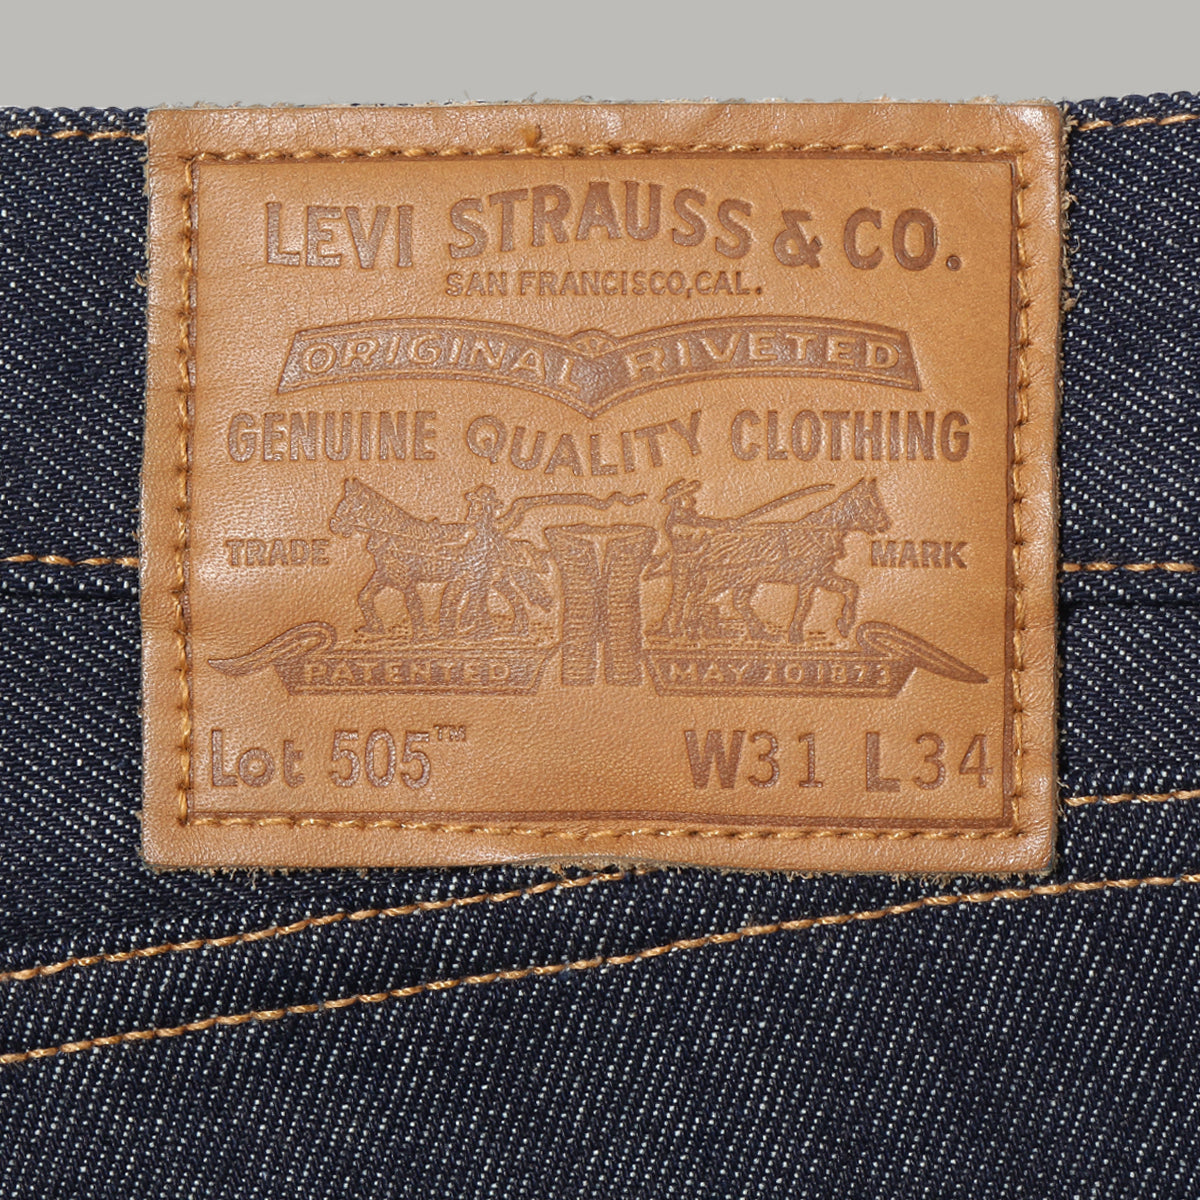 LEVI STRAUSS & CO.
SAN FRANCISCO, CAL.
ORIGINAL RIVETED
GENUINE QUALITY CLOTHING
TRADE MARK
PATENTED MAY 20 1873
Lot 505™ W31 L34